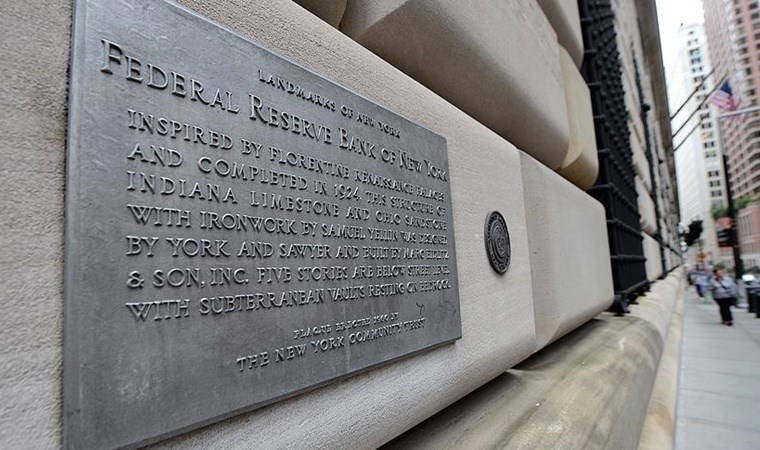 LANDMARKS OF NEW YORK
FEDERAL RESERVE BANK OF NEW YORK
INSPIRED BY FLORENTINE RENAISSANCE PALACES
AND COMPLETED IN 1924, THIS STRUCTURE OF
INDIANA LIMESTONE AND OHIO SANDSTONE
WITH IRONWORK BY SAMUEL YELLIN WAS DESIGNED
BY YORK AND SAWYER AND BUILT BY MARC EIDLITZ
& SON, INC. FIVE STORIES ARE BELOW STREET LEVEL
WITH SUBTERRANEAN VAULTS RESTING ON BEDROCK.
PLAQUE ERECTED BY
THE NEW YORK COMMUNITY TRUST